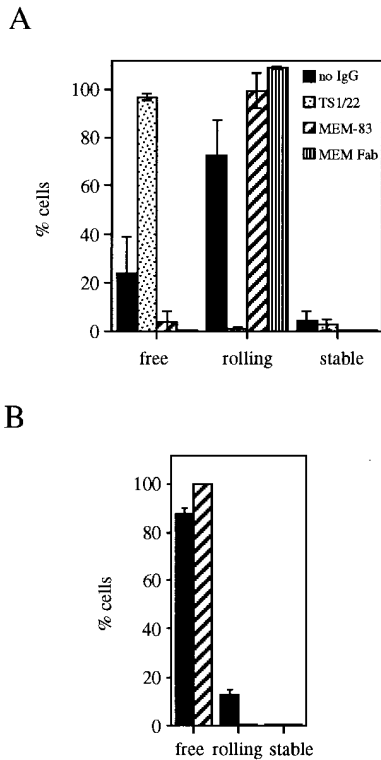 A
100
80
60
40
20
0
% cells
no IgG
TS1/22
MEM-83
MEM Fab
free rolling stable
B
100
80
60
40
20
0
% cells
free rolling stable